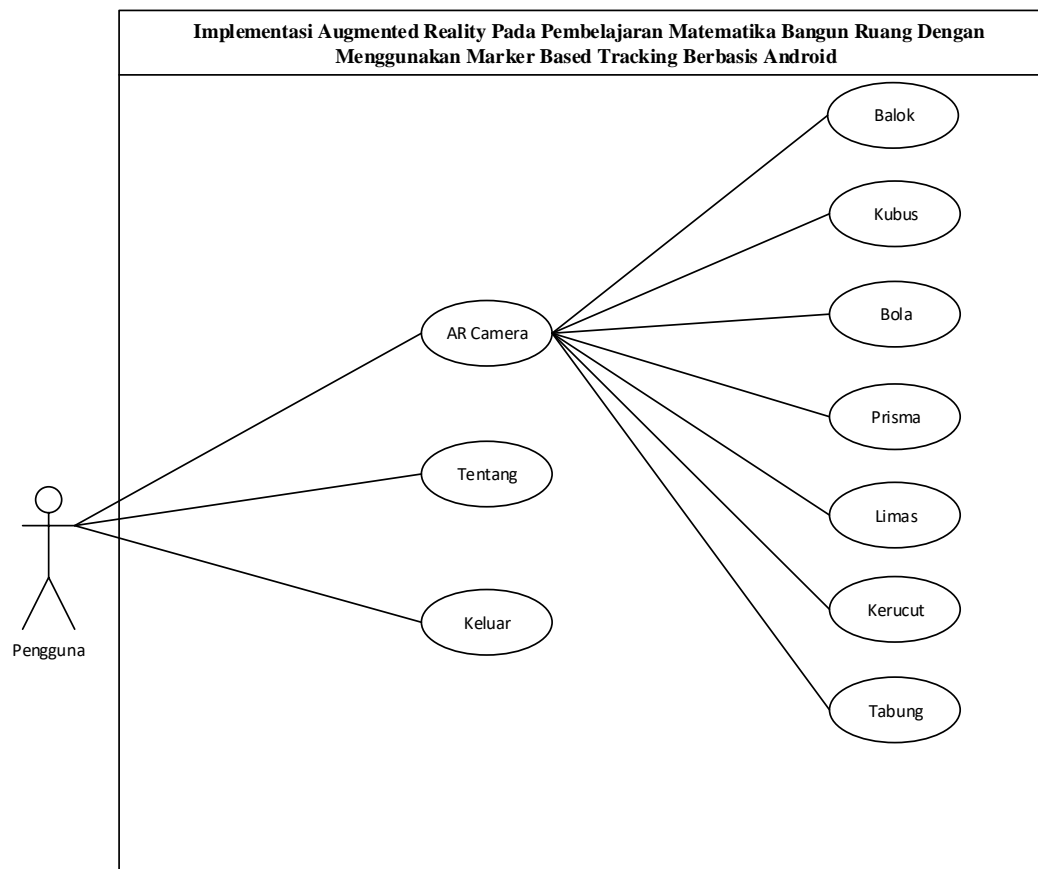 Implementasi Augmented Reality Pada Pembelajaran Matematika Bangun Ruang Dengan
Menggunakan Marker Based Tracking Berbasis Android
Balok
Kubus
Bola
AR Camera
Prisma
Tentang
Limas
Kerucut
Keluar
Pengguna
Tabung